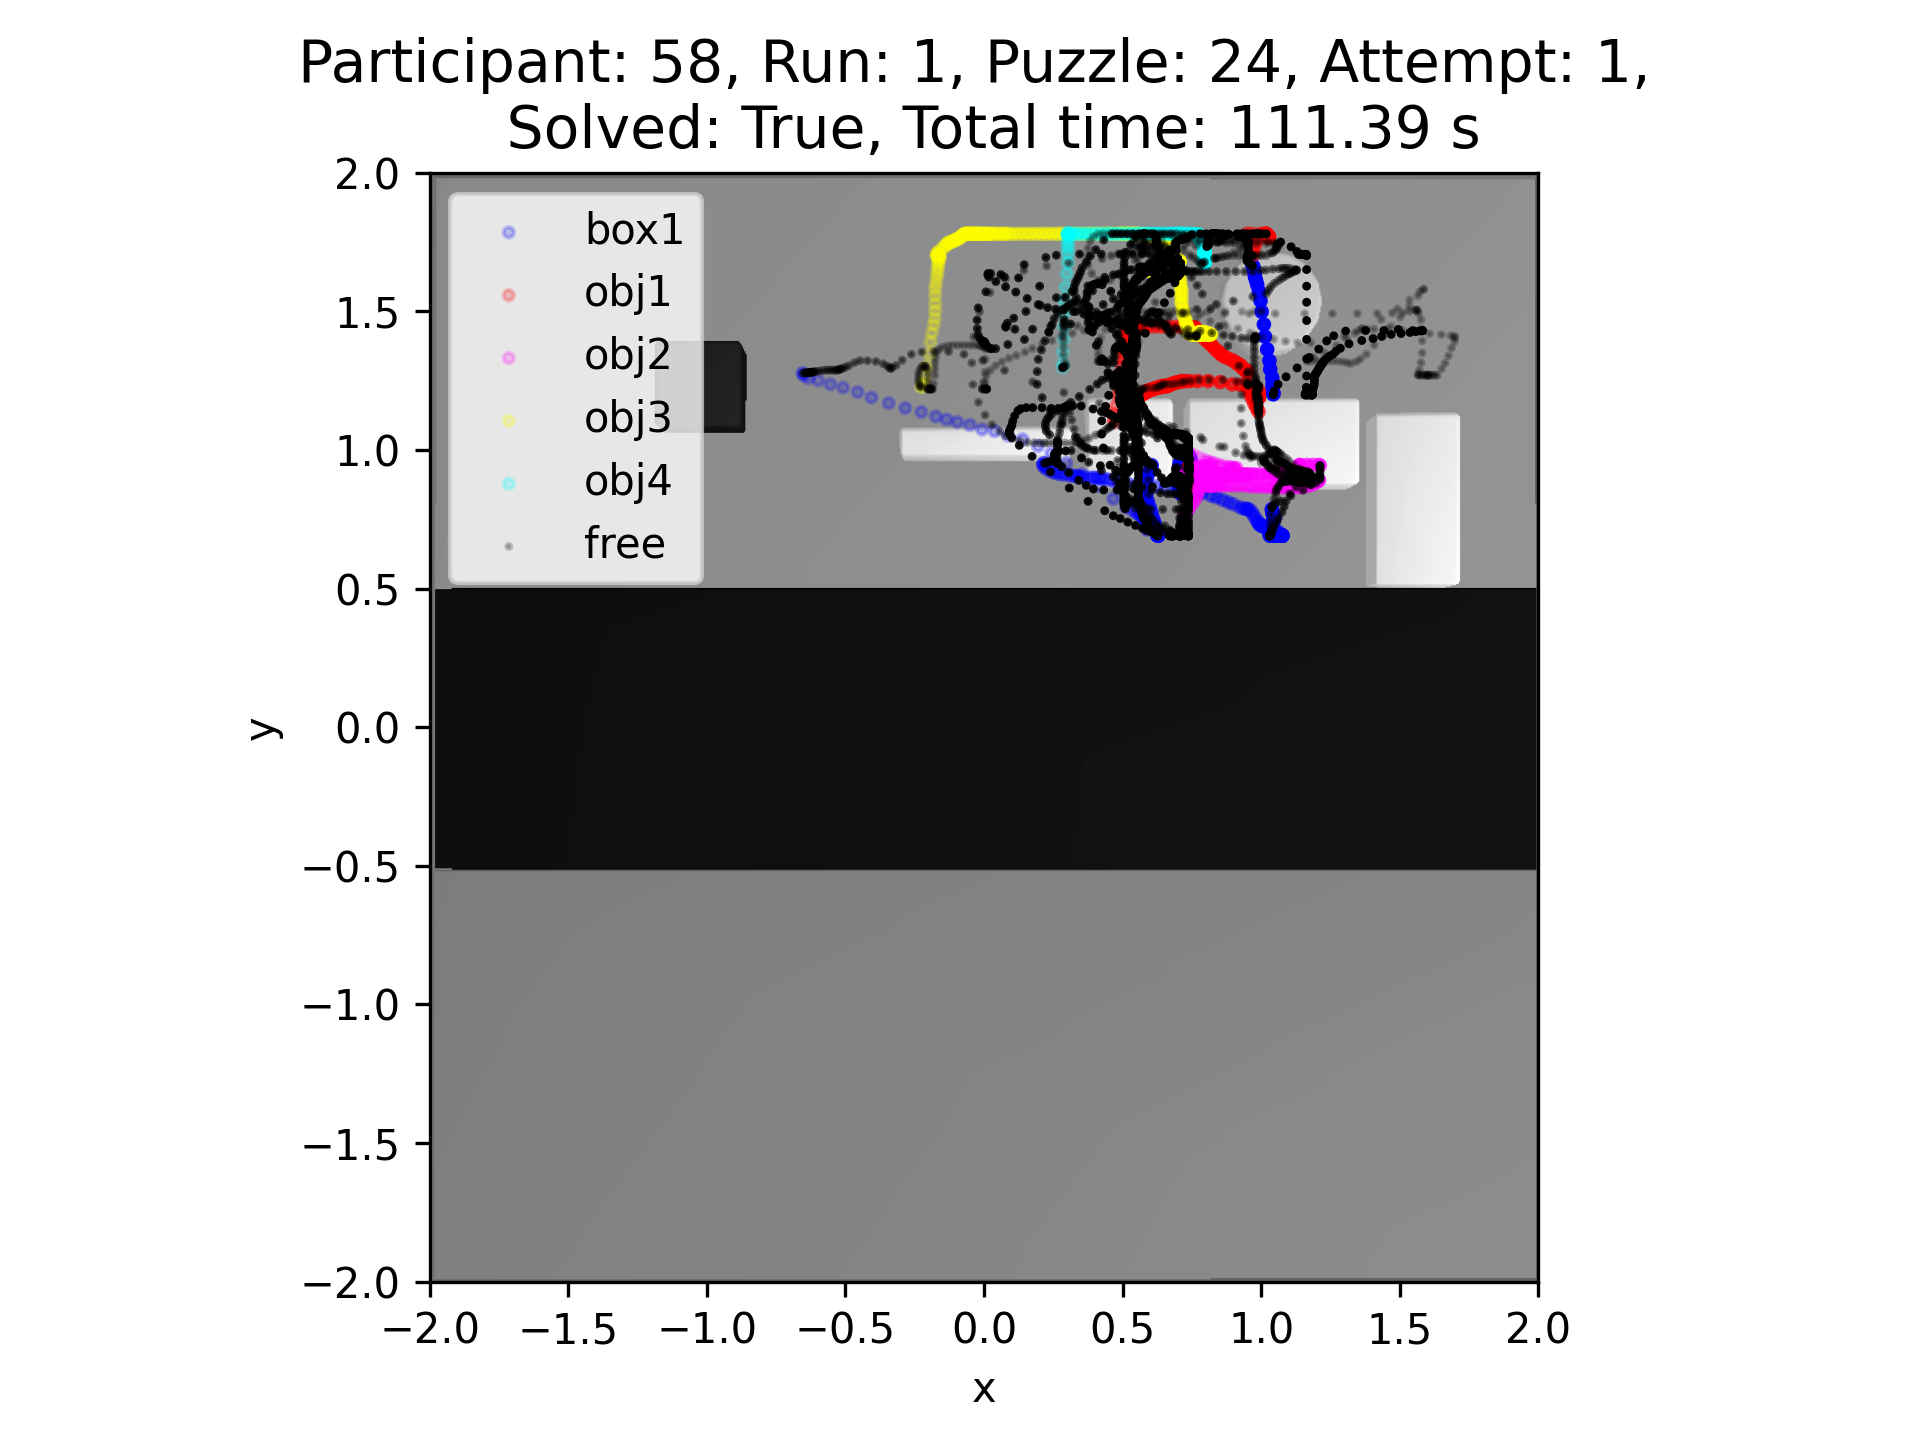 Participant: 58, Run: 1, Puzzle: 24, Attempt: 1,
Solved: True, Total time: 111.39 s
box1
obj1
obj2
obj3
obj4
free
2.0
1.5
1.0
0.5
0.0
−0.5
−1.0
−1.5
−2.0
y
−2.0 −1.5 −1.0 −0.5 0.0 0.5 1.0 1.5 2.0
x